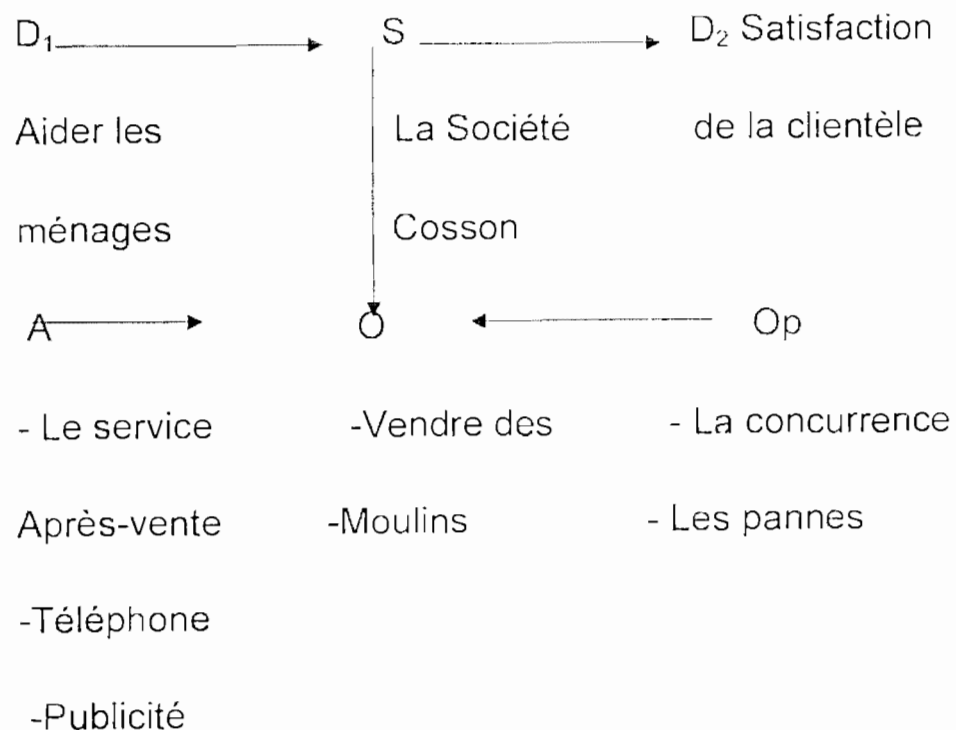 D₁ S D₂ Satisfaction
Aider les La Société de la clientèle
ménages Cosson
A O Op
- Le service -Vendre des - La concurrence
Après-vente -Moulins - Les pannes
-Téléphone
-Publicité